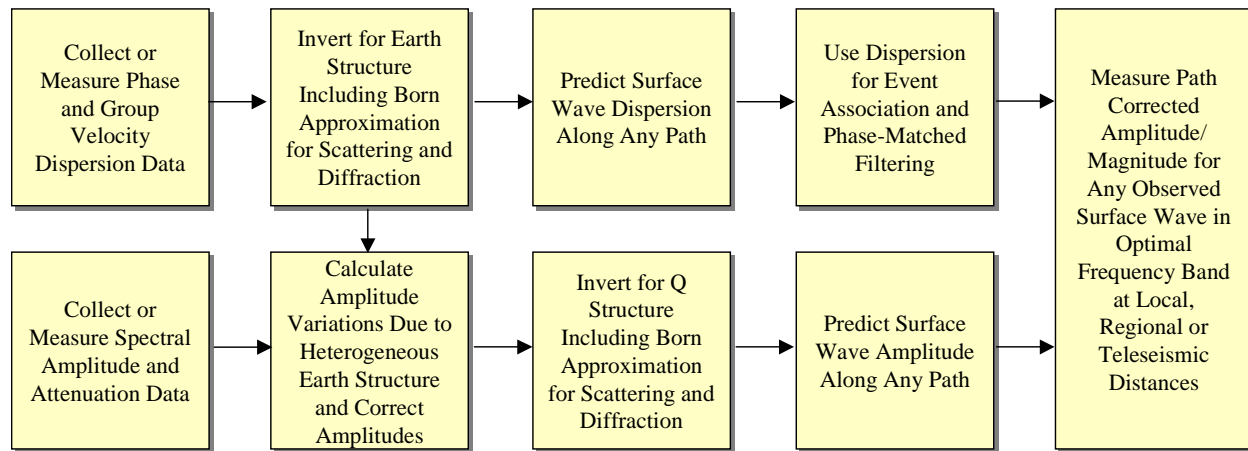 Collect or
Measure Phase
and Group
Velocity
Dispersion Data
Invert for Earth
Structure
Including Born
Approximation
for Scattering and
Diffraction
Predict Surface
Wave Dispersion
Along Any Path
Use Dispersion
for Event
Association and
Phase-Matched
Filtering
Measure Path
Corrected
Amplitude/
Magnitude for
Any Observed
Surface Wave in
Optimal
Frequency Band
at Local,
Regional or
Teleseismic
Distances
Collect or
Measure Spectral
Amplitude and
Attenuation Data
Calculate
Amplitude
Variations Due to
Heterogeneous
Earth Structure
and Correct
Amplitudes
Invert for Q
Structure
Including Born
Approximation
for Scattering and
Diffraction
Predict Surface
Wave Amplitude
Along Any Path